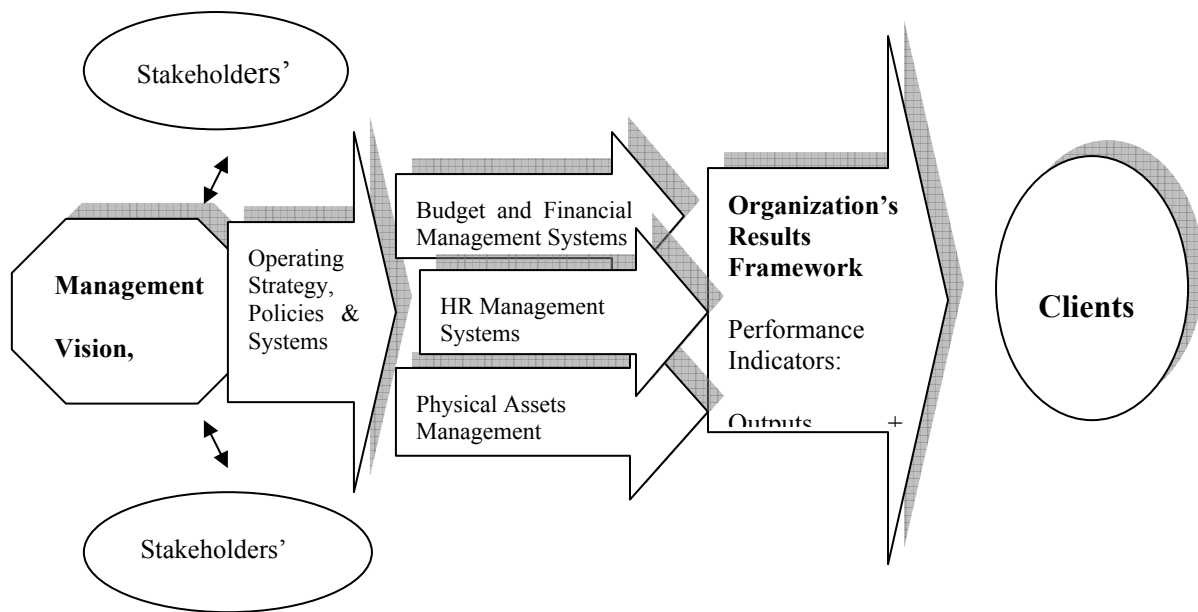 Stakeholders’
Management
Vision,
Operating
Strategy,
Policies &
Systems
Budget and Financial
Management Systems
HR Management
Systems
Physical Assets
Management
Organization’s
Results
Framework
Performance
Indicators:
Outputs +
Clients
Stakeholders’